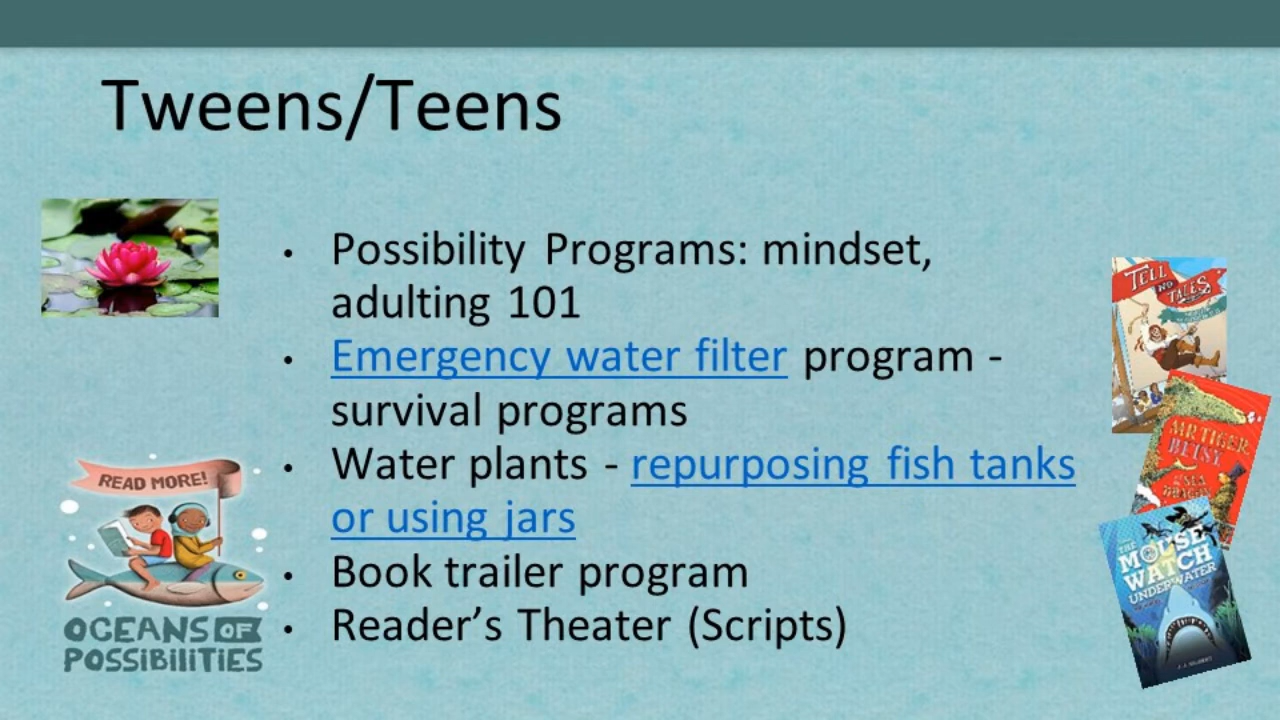 Tweens/Teens
• Possibility Programs: mindset,
adulting 101
• Emergency water filter program -
survival programs
• Water plants - repurposing fish tanks
or using jars
• Book trailer program
• Reader’s Theater (Scripts)
READ MORE!
OCEANS OF
POSSIBILITIES
TELL
NO
TALES
MR TIGER
BETSY
SEA
DRAGON
THE
MOUSE
WATCH
UNDERWATER